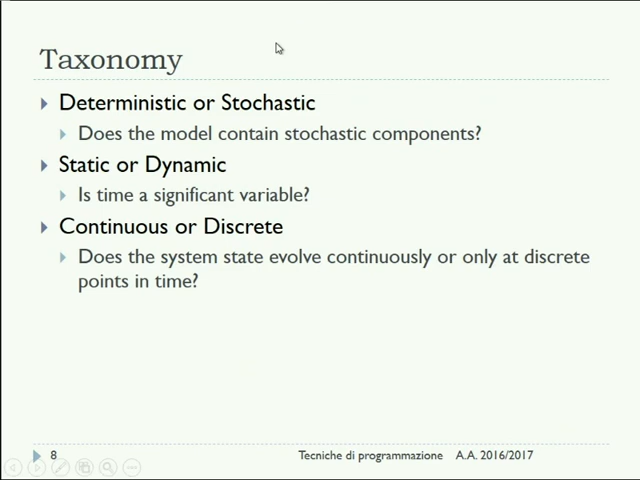 Taxonomy
Deterministic or Stochastic
Does the model contain stochastic components?
Static or Dynamic
Is time a significant variable?
Continuous or Discrete
Does the system state evolve continuously or only at discrete
points in time?
8
Tecniche di programmazione A.A. 2016/2017